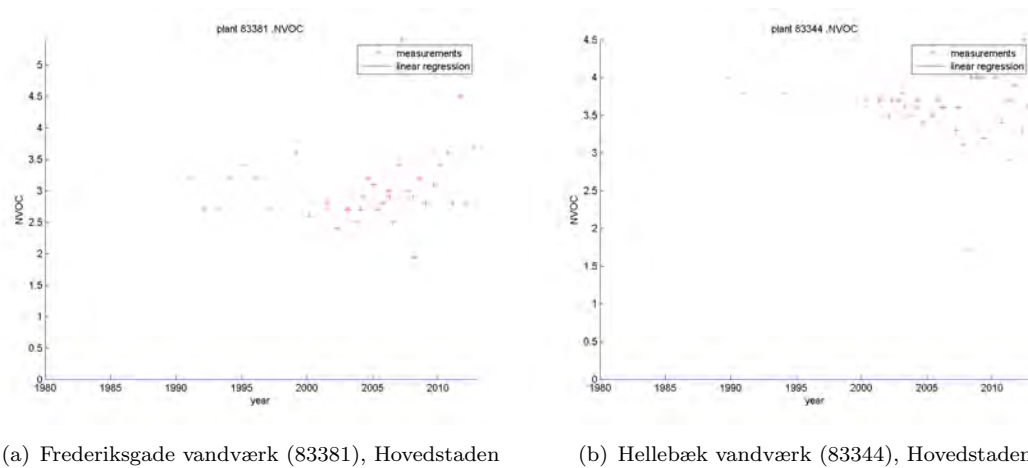 plant 83381 ,NVOC
measurements
linear regression
5
4.5
4
3.5
3
2.5
2
1.5
1
0.5
0
NVOC
1980 1985 1990 1995 2000 2005 2010
year
(a) Frederiksgade vandværk (83381), Hovedstaden
plant 83344 ,NVOC
measurements
linear regression
4.5
4
3.5
3
2.5
2
1.5
1
0.5
0
NVOC
1980 1985 1990 1995 2000 2005 2010
year
(b) Hellebæk vandværk (83344), Hovedstaden